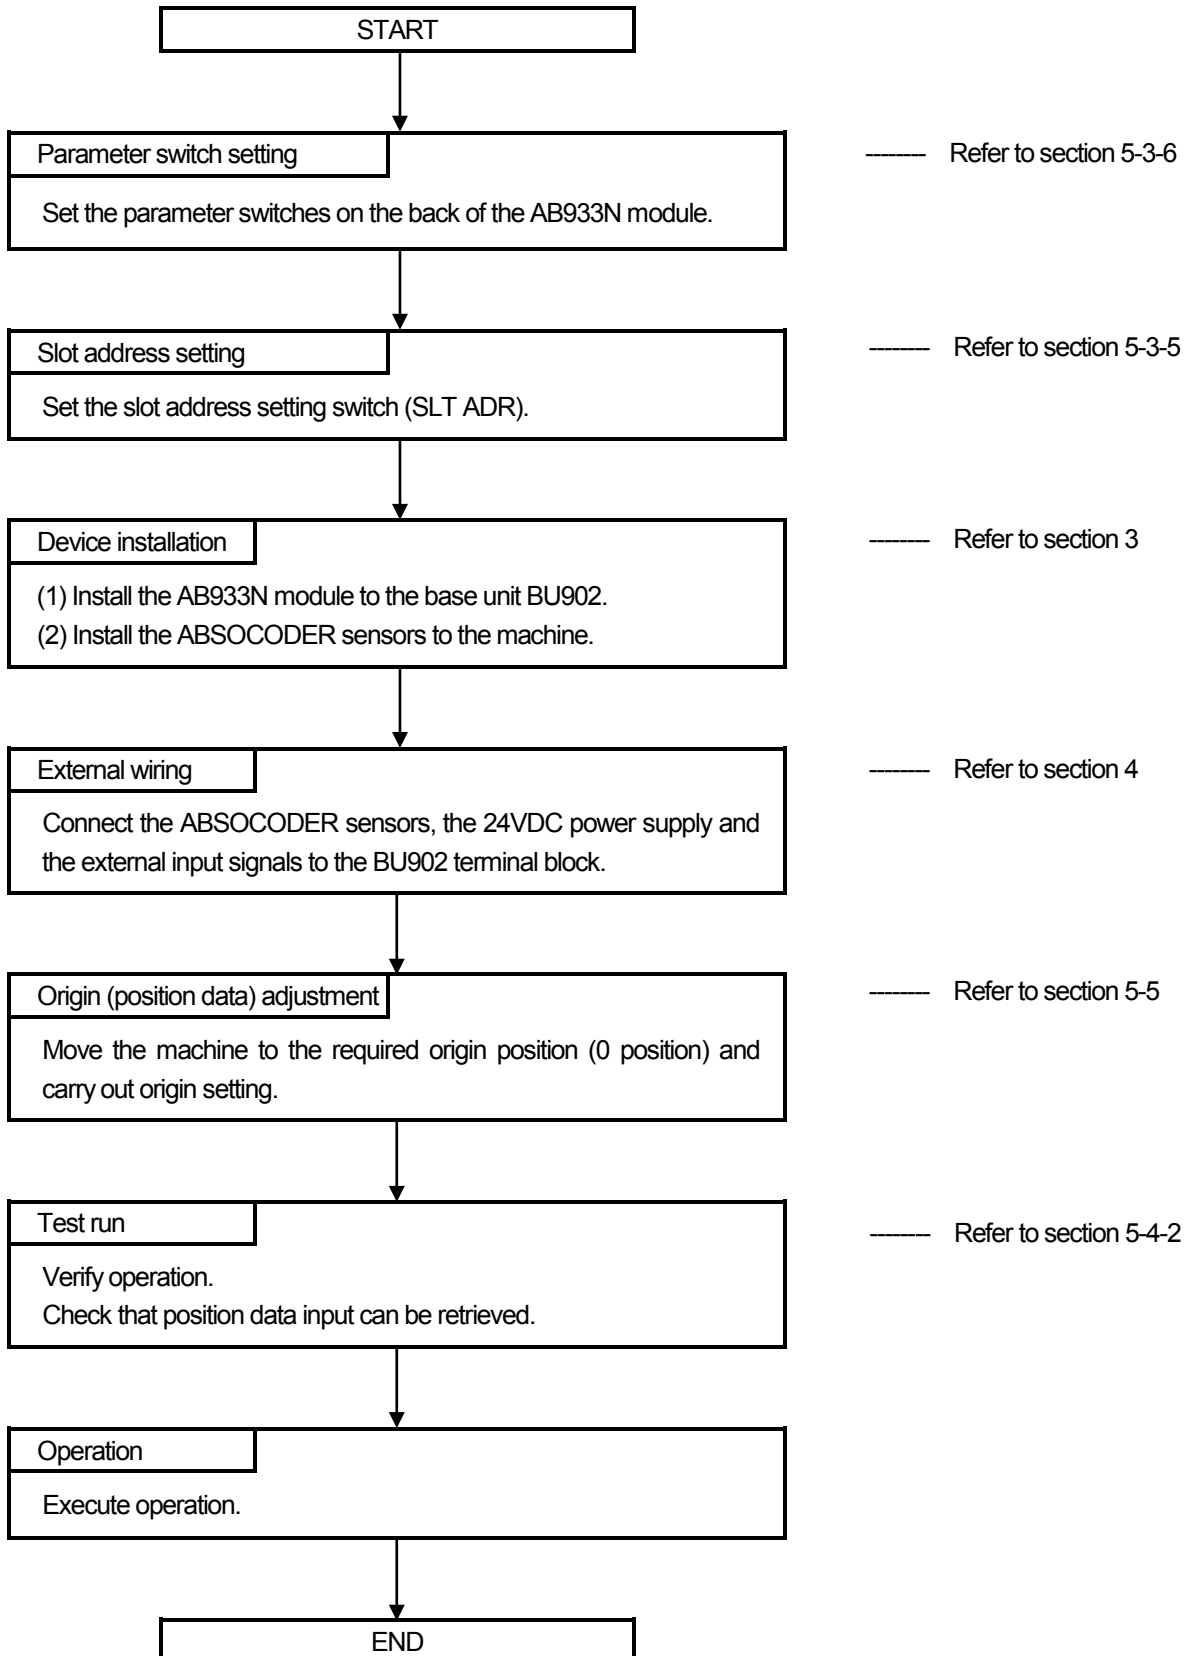 START
Parameter switch setting
-------- Refer to section 5-3-6
Set the parameter switches on the back of the AB933N module.
Slot address setting
-------- Refer to section 5-3-5
Set the slot address setting switch (SLT ADR).
Device installation
-------- Refer to section 3
(1) Install the AB933N module to the base unit BU902.
(2) Install the ABSOCODER sensors to the machine.
External wiring
-------- Refer to section 4
Connect the ABSOCODER sensors, the 24VDC power supply and
the external input signals to the BU902 terminal block.
Origin (position data) adjustment
-------- Refer to section 5-5
Move the machine to the required origin position (0 position) and
carry out origin setting.
Test run
-------- Refer to section 5-4-2
Verify operation.
Check that position data input can be retrieved.
Operation
Execute operation.
END